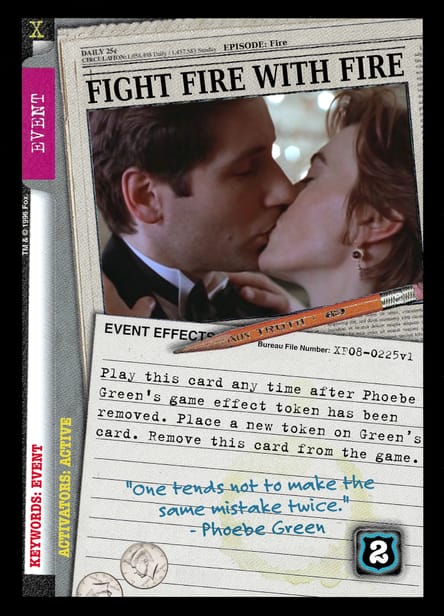 X
EVENT
TM & © 1996 Fox.
KEYWORDS: EVENT
ACTIVATORS: ACTIVE
DAILY 25¢
EPISODE: Fire
FIGHT FIRE WITH FIRE
EVENT EFFECTS
Bureau File Number: XF08-0225v1
Play this card any time after Phoebe
Green's game effect token has been
removed. Place a new token on Green's
card. Remove this card from the game.
"One tends not to make the
same mistake twice."
- Phoebe Green
2